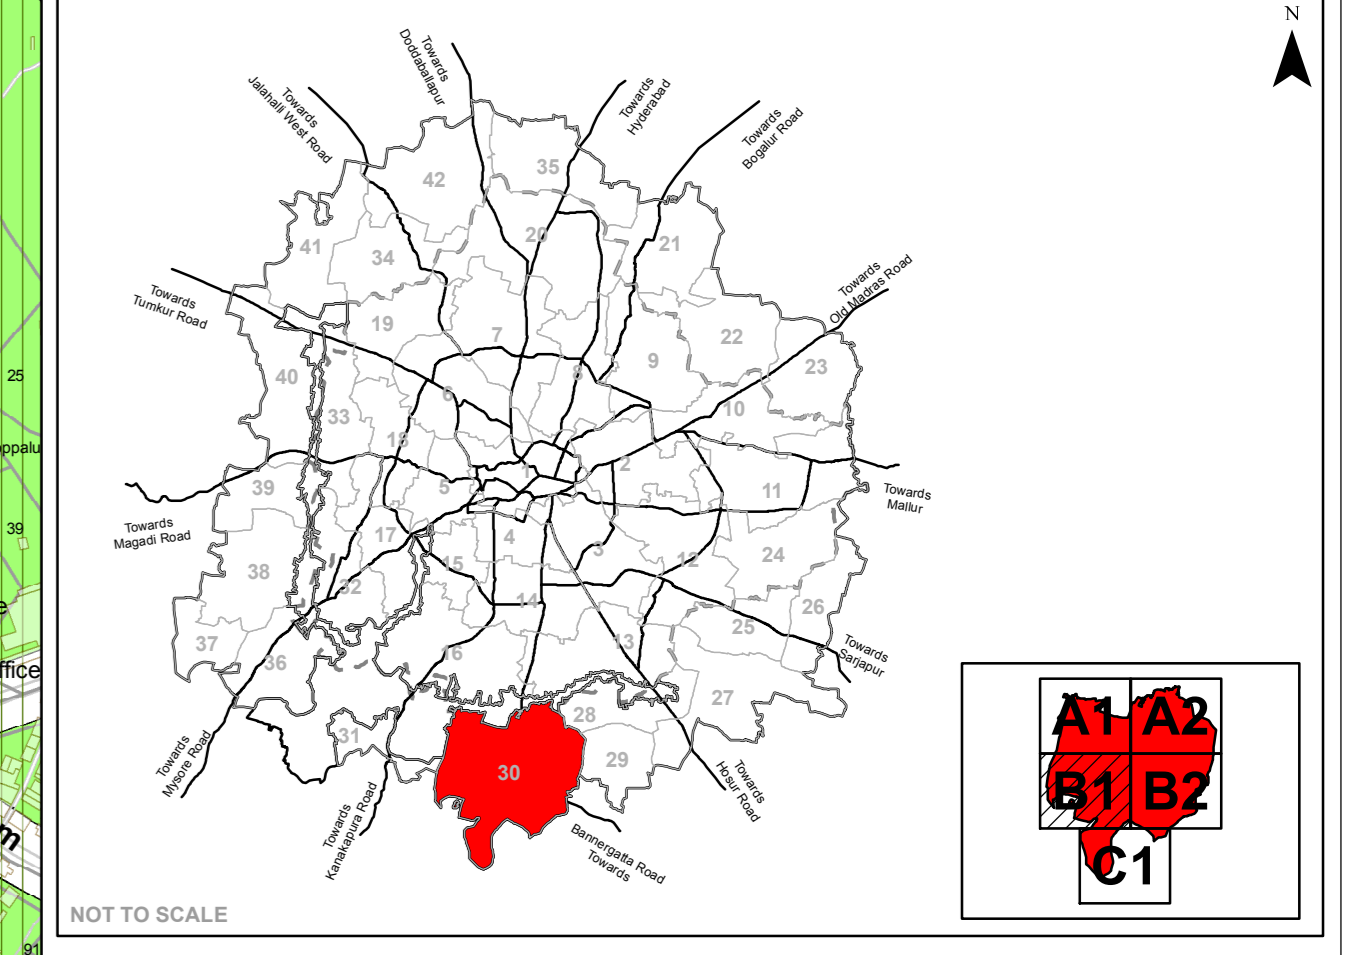 N
Towards
Doddaballapur
Towards
Jalahalli West Road
Towards
Hyderabad
Towards
Bogalur Road
42
35
41
34
20
21
Towards
Old Madras Road
Towards
Tumkur Road
19
7
22
23
9
8
40
6
10
33
18
25
oppalu
39
5
1
2
11
Towards
Mallur
Towards
Magadi Road
39
17
4
3
12
24
15
38
32
14
26
25
13
37
36
16
Towards
Sarjapur
ffice
27
28
31
30
29
Towards
Mysore Road
Towards
Kanakapura Road
Towards
Hosur Road
Bannergatta Road
Towards
A1
A2
B1
B2
C1
e
m
91
NOT TO SCALE